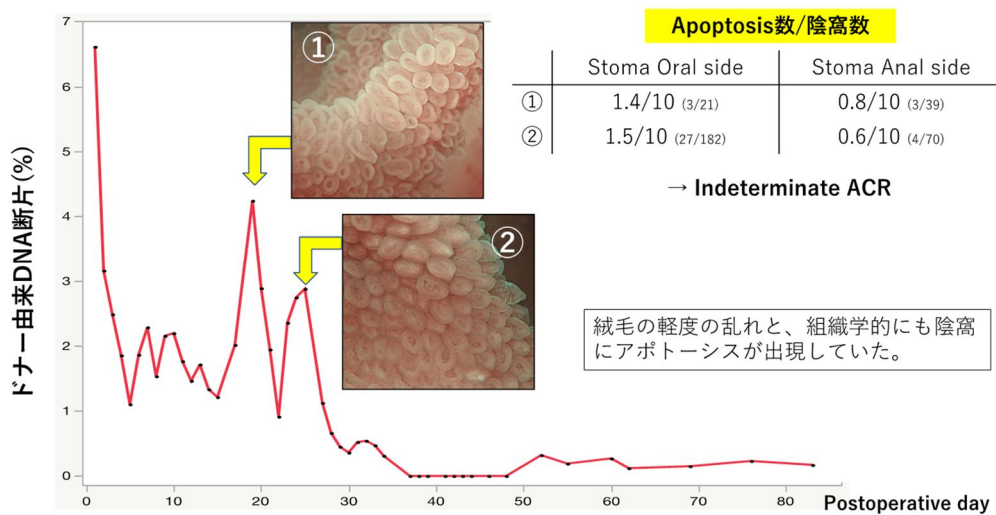 ドナー由来DNA断片(%)
7
6
5
4
3
2
1
0
0 10 20 30 40 50 60 70 80
Postoperative day
①
②
Apoptosis数/陰窩数
Stoma Oral side Stoma Anal side
① 1.4/10 (3/21) 0.8/10 (3/39)
② 1.5/10 (27/182) 0.6/10 (4/70)
→ Indeterminate ACR
絨毛の軽度の乱れと、組織学的にも陰窩
にアポトーシスが出現していた。